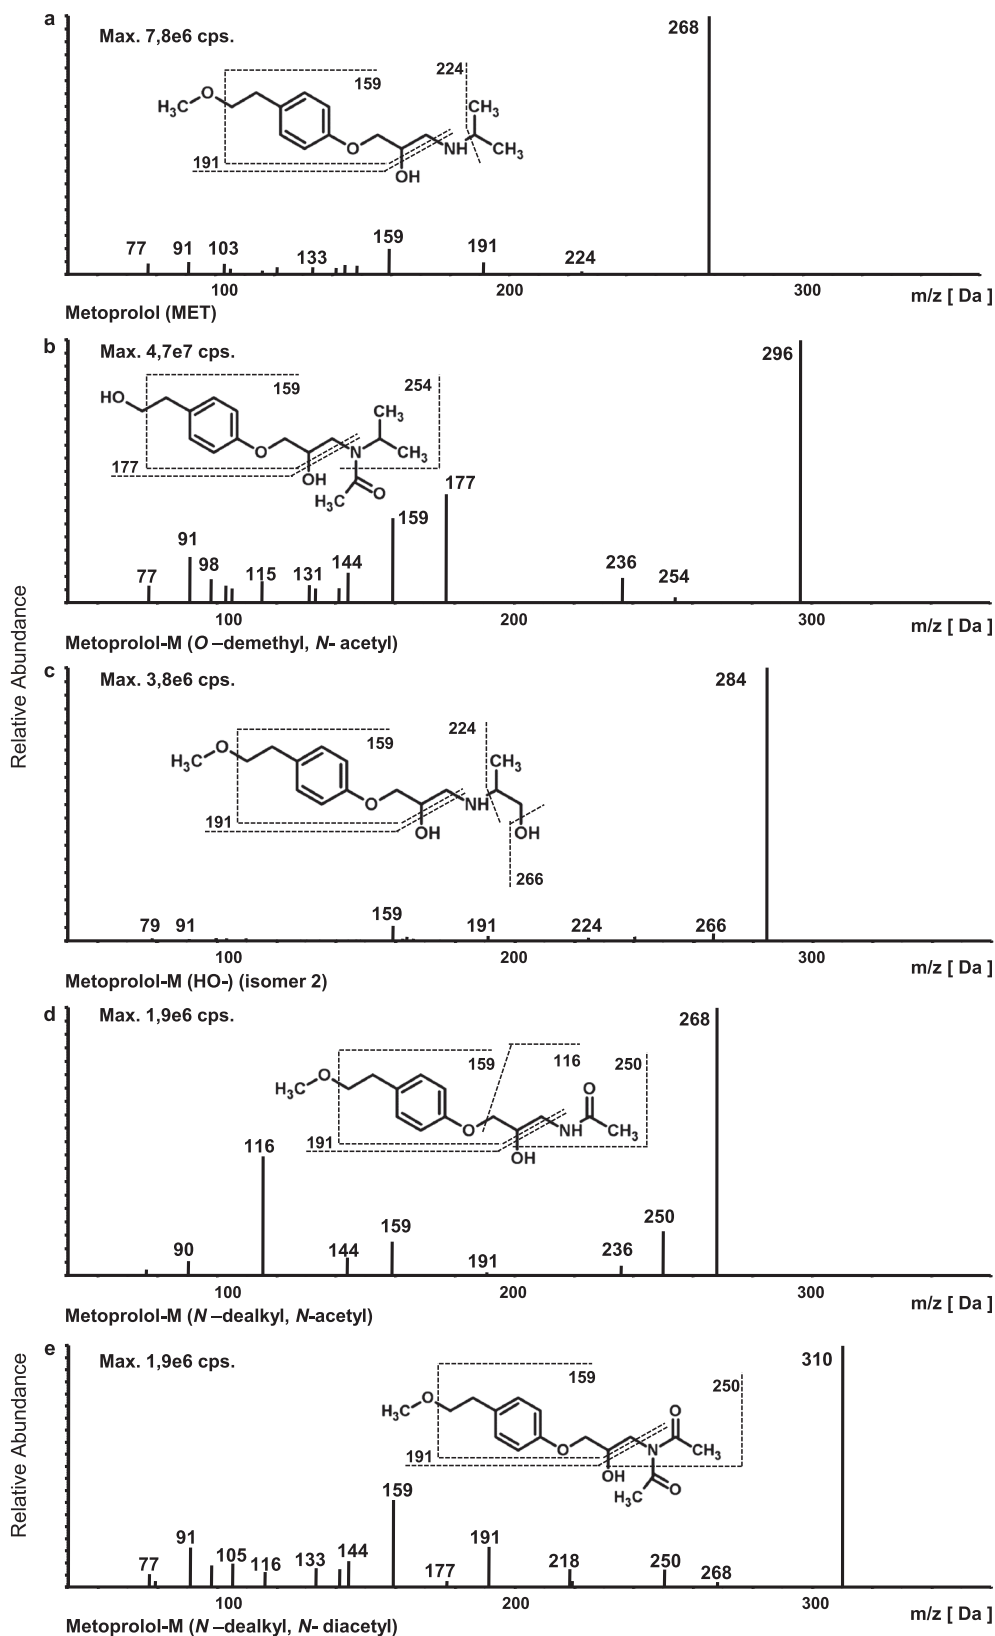 a
Max. 7,8e6 cps.
268
224
159
CH₃
H₃C
O
O
NH
CH₃
OH
191
77
91
103
133
159
191
224
100
200
300
m/z [ Da ]
Metoprolol (MET)
b
Max. 4,7e7 cps.
296
159
254
HO
CH₃
O
N
CH₃
177
OH
H₃C
O
177
159
91
98
77
115
131
144
236
254
100
200
300
m/z [ Da ]
Metoprolol-M (O –demethyl, N- acetyl)
Relative Abundance
c
Max. 3,8e6 cps.
284
224
159
CH₃
H₃C
O
O
NH
191
OH
OH
266
79
91
159
191
224
266
100
200
300
m/z [ Da ]
Metoprolol-M (HO-) (isomer 2)
d
Max. 1,9e6 cps.
268
159
116
250
H₃C
O
O
O
NH
CH₃
191
OH
116
90
144
159
191
236
250
100
200
300
m/z [ Da ]
Metoprolol-M (N –dealkyl, N-acetyl)
Relative Abundance
e
Max. 1,9e6 cps.
310
159
250
H₃C
O
O
O
N
CH₃
191
OH
H₃C
O
77
91
105
116
133
144
159
177
191
218
250
268
100
200
300
m/z [ Da ]
Metoprolol-M (N –dealkyl, N- diacetyl)